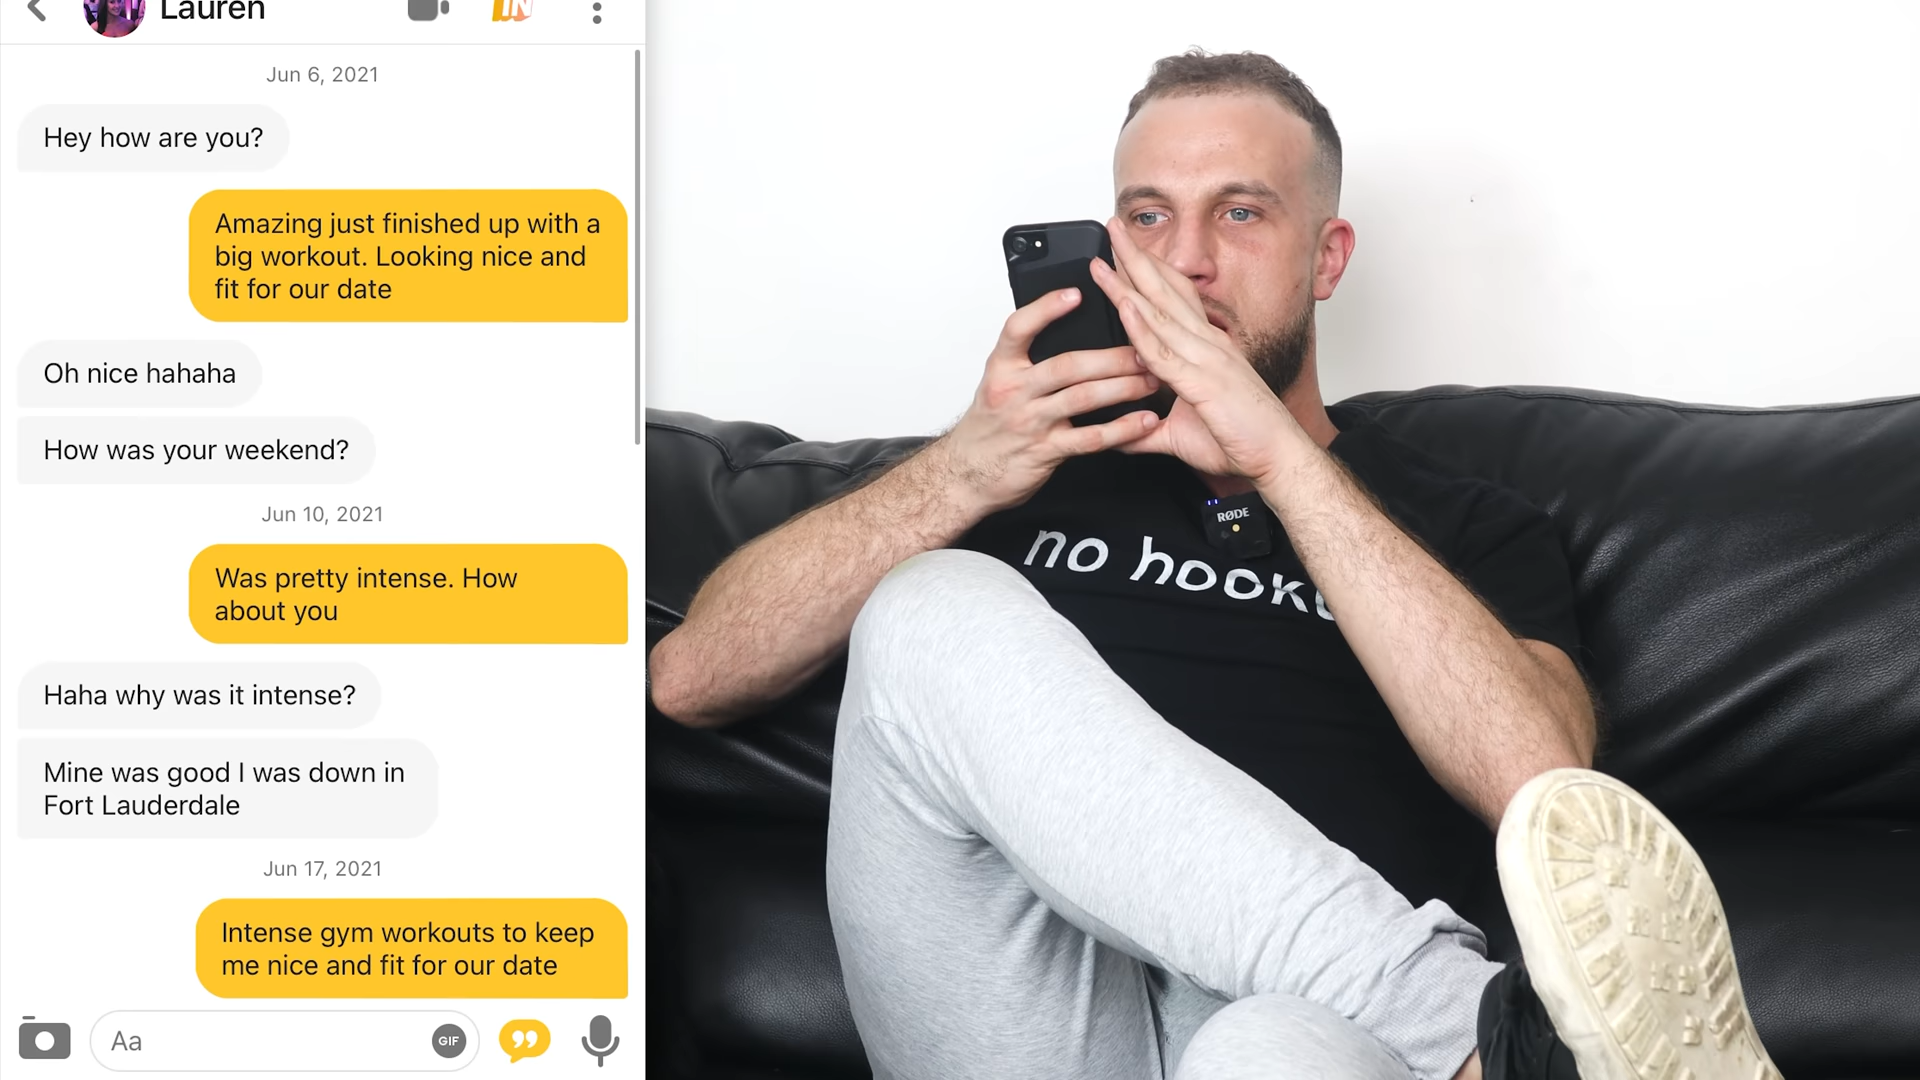 Lauren
IN
Jun 6, 2021
Hey how are you?
Amazing just finished up with a
big workout. Looking nice and
fit for our date
Oh nice hahaha
How was your weekend?
Jun 10, 2021
Was pretty intense. How
about you
Haha why was it intense?
Mine was good I was down in
Fort Lauderdale
Jun 17, 2021
Intense gym workouts to keep
me nice and fit for our date
Aa
GIF
RØDE
no